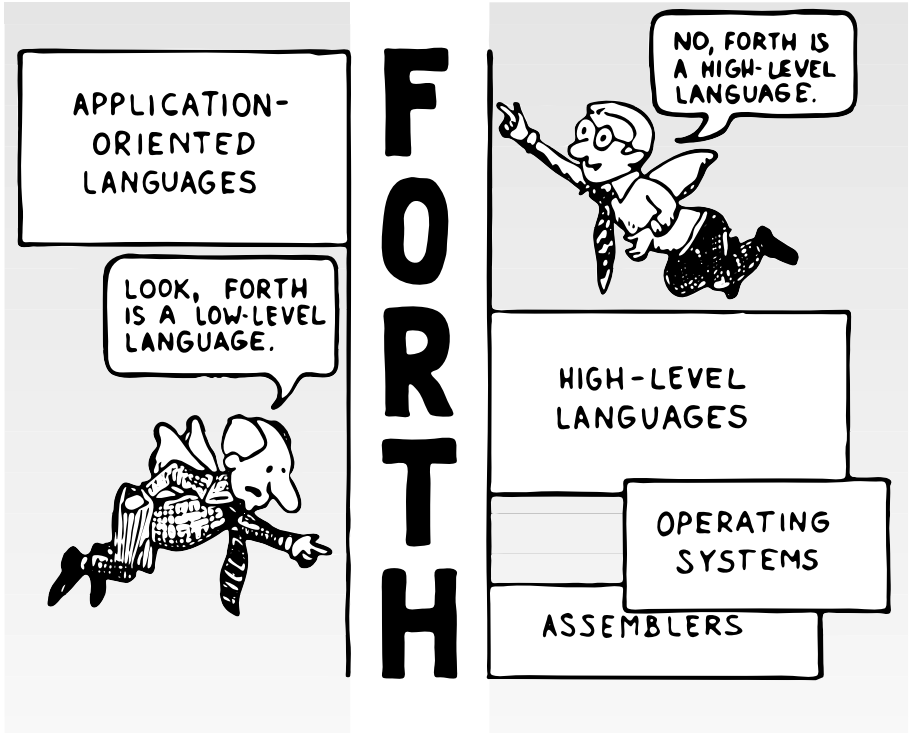 APPLICATION-
ORIENTED
LANGUAGES
LOOK, FORTH
IS A LOW-LEVEL
LANGUAGE.
FORTH
NO, FORTH IS
A HIGH-LEVEL
LANGUAGE.
HIGH-LEVEL
LANGUAGES
OPERATING
SYSTEMS
ASSEMBLERS